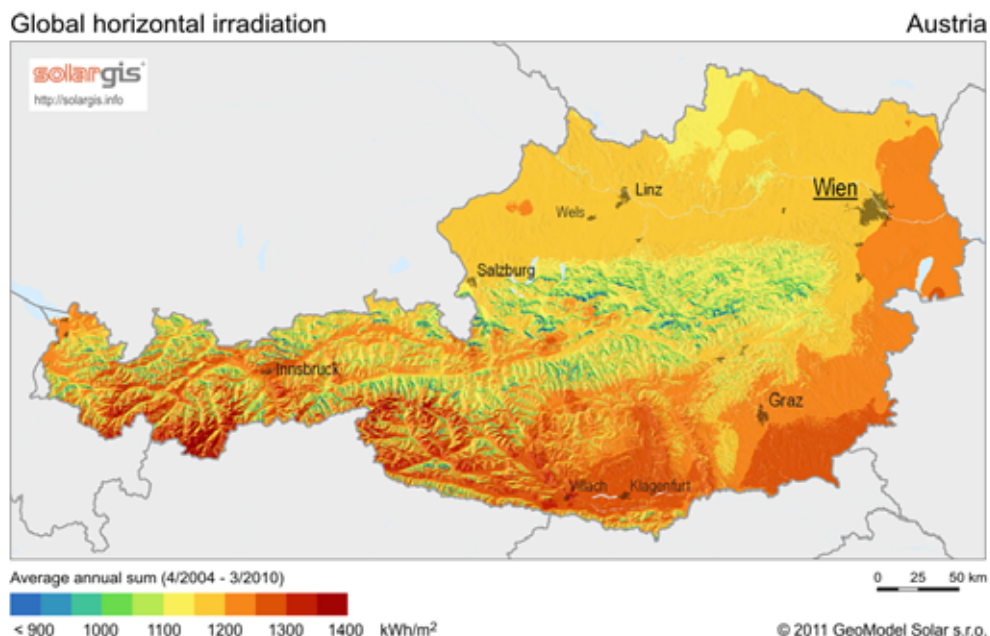 Global horizontal irradiation
Austria
solargis
http://solargis.info
Linz
Wels
Wien
Salzburg
Innsbruck
Graz
Villach
Klagenfurt
Average annual sum (4/2004 - 3/2010)
0 25 50 km
< 900 1000 1100 1200 1300 1400 kWh/m²
© 2011 GeoModel Solar s.r.o.